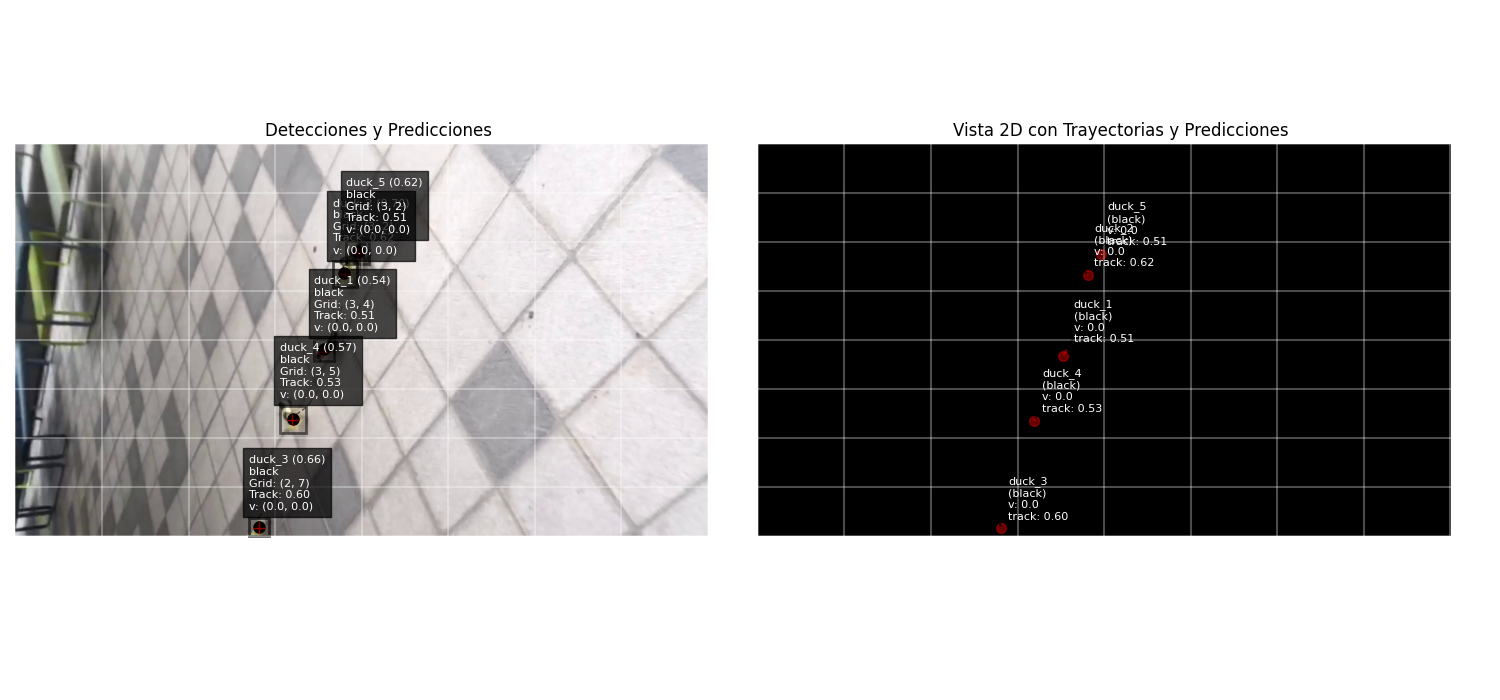 Detecciones y Predicciones
duck_5 (0.62)
black
Grid: (3, 2)
Track: 0.51
v: (0.0, 0.0)
v: (0.0, 0.0)
duck_1 (0.54)
black
Grid: (3, 4)
Track: 0.51
v: (0.0, 0.0)
duck_4 (0.57)
black
Grid: (3, 5)
Track: 0.53
v: (0.0, 0.0)
duck_3 (0.66)
black
Grid: (2, 7)
Track: 0.60
v: (0.0, 0.0)
Vista 2D con Trayectorias y Predicciones
duck_5
(black)
v: 0.0
track: 0.51
duck_2
(black)
v: 0.0
track: 0.62
duck_1
(black)
v: 0.0
track: 0.51
duck_4
(black)
v: 0.0
track: 0.53
duck_3
(black)
v: 0.0
track: 0.60